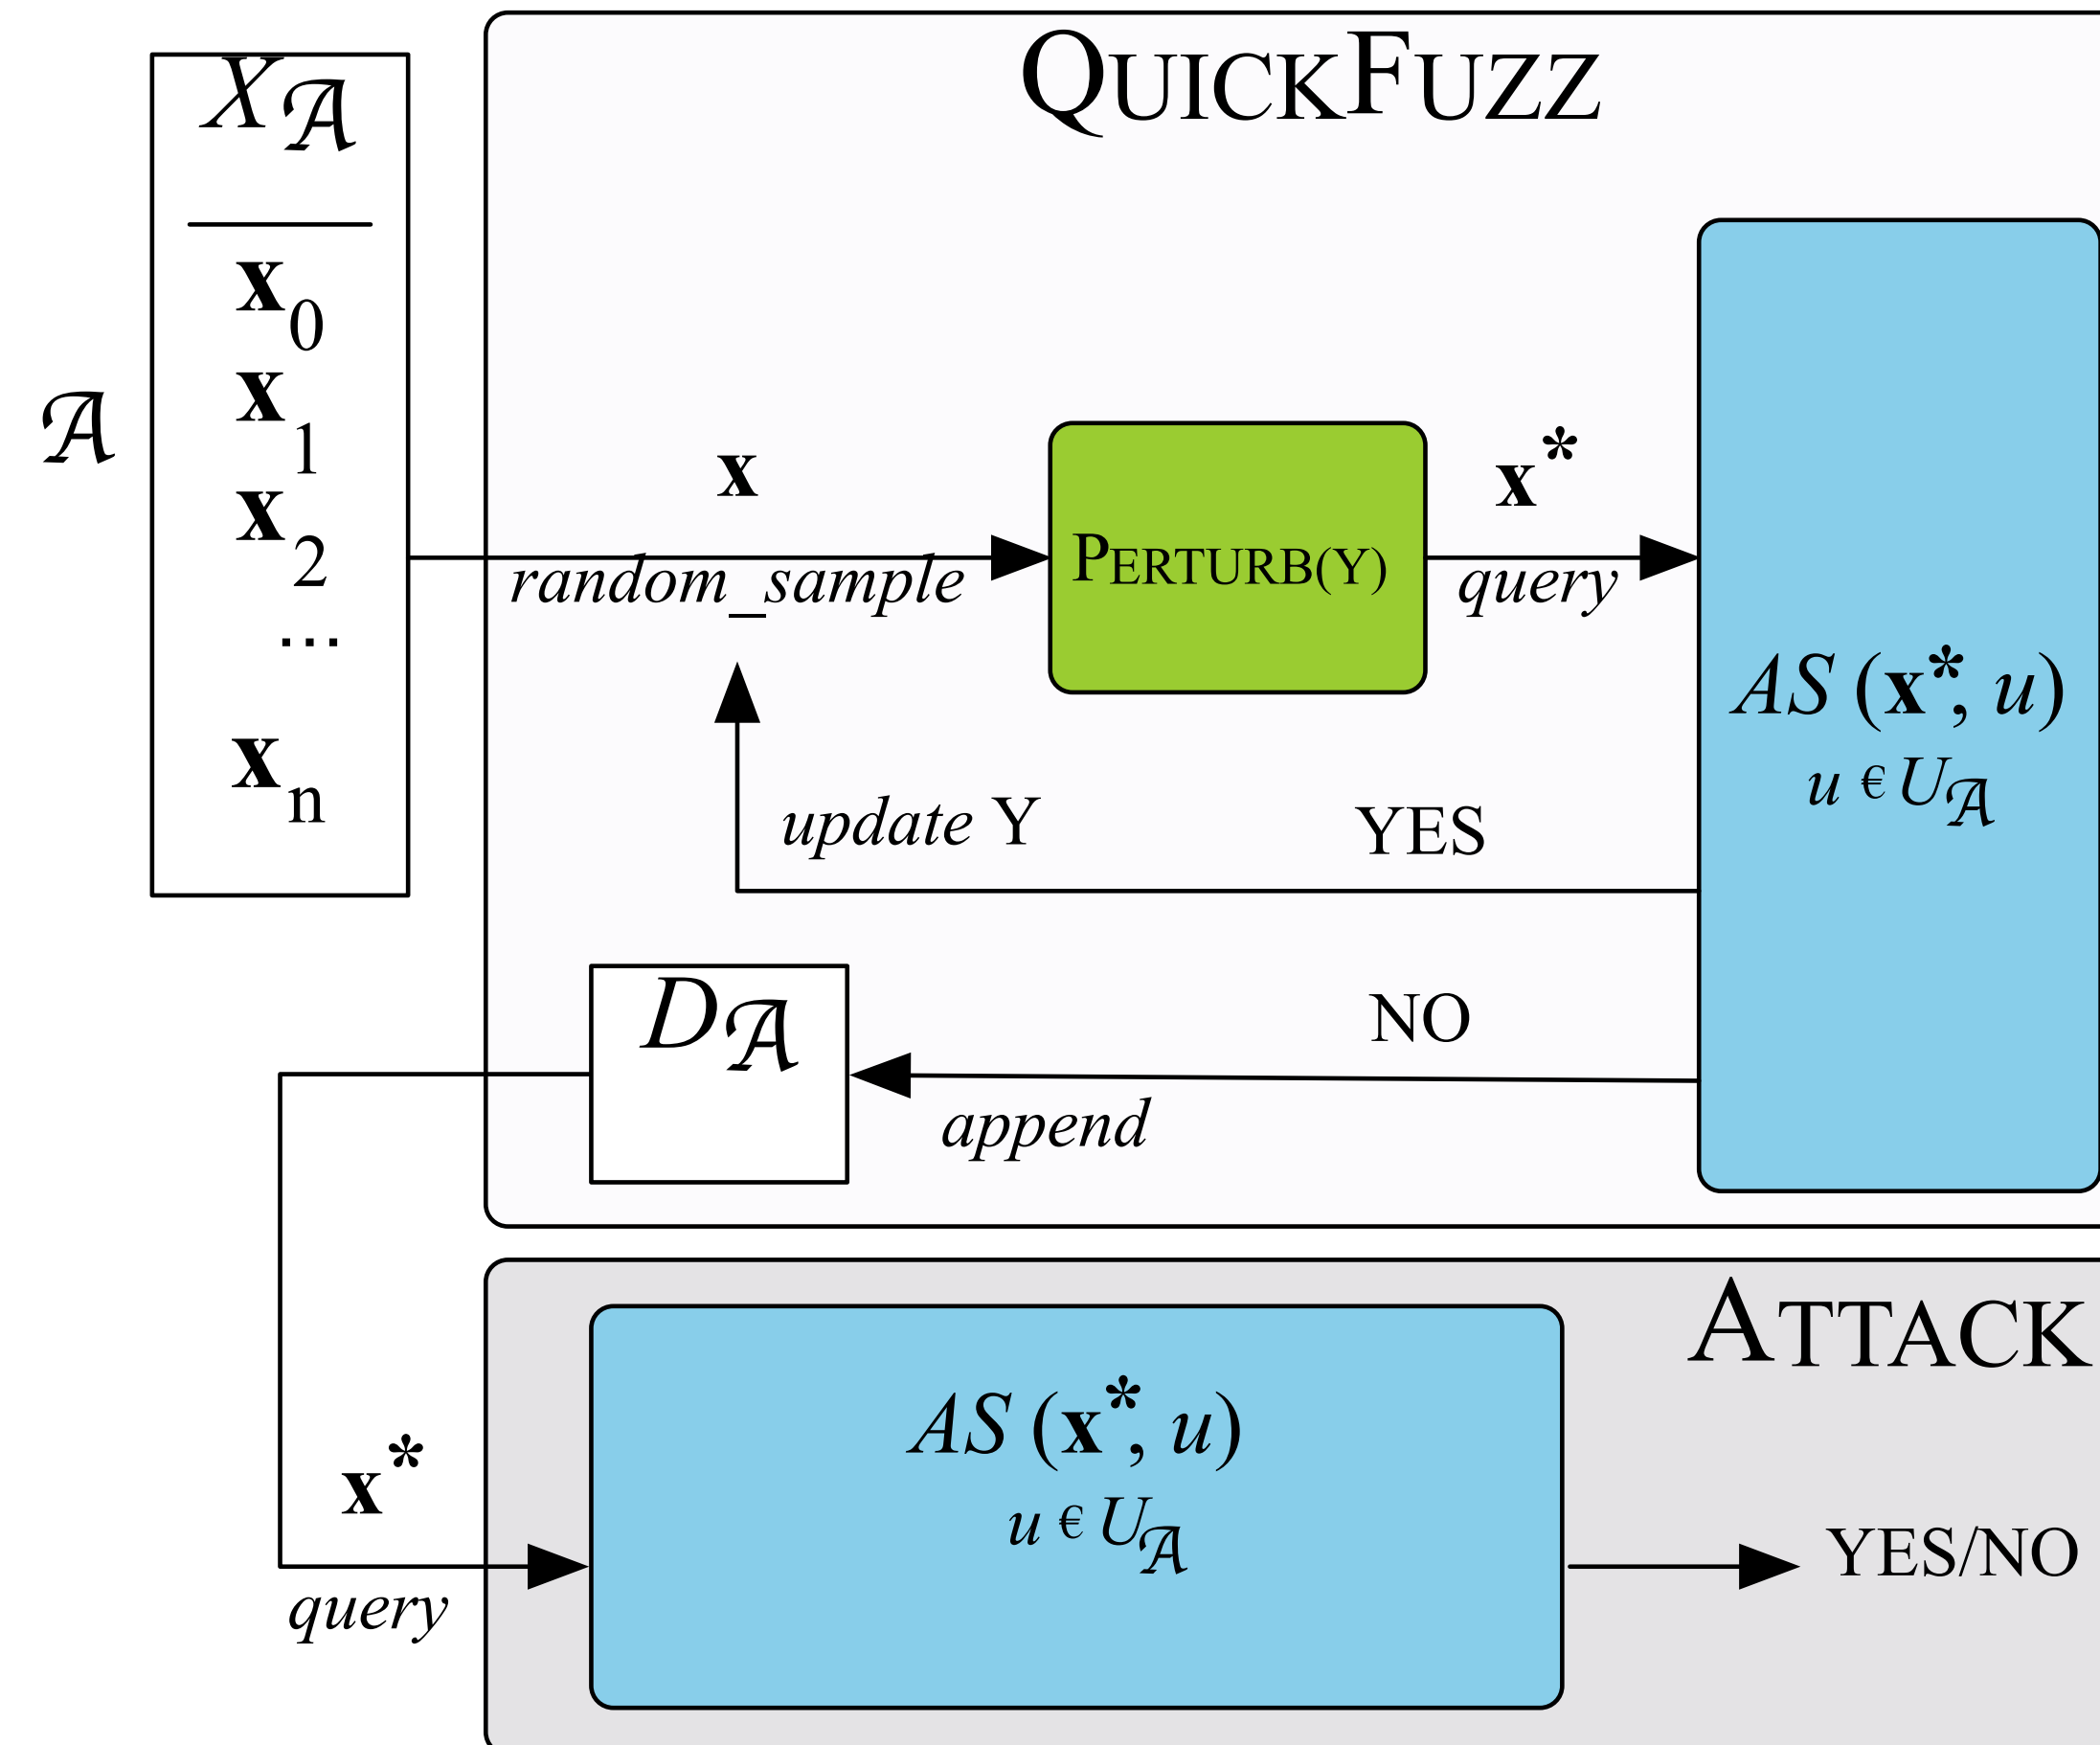 QUICKFUZZ
X𝒜
x0
x1
x2
...
xn
𝒜
x
random_sample
PERTURB(Y)
x*
query
AS (x*, u)
u € U𝒜
update Y
YES
D𝒜
NO
append
ATTACK
AS (x*, u)
u € U𝒜
x*
query
YES/NO